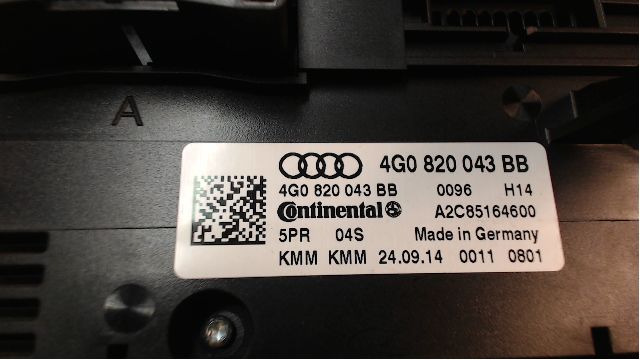 A
4G0 820 043 BB
4G0 820 043 BB 0096 H14
Continental A2C85164600
5PR 04S Made in Germany
KMM KMM 24.09.14 0011 0801